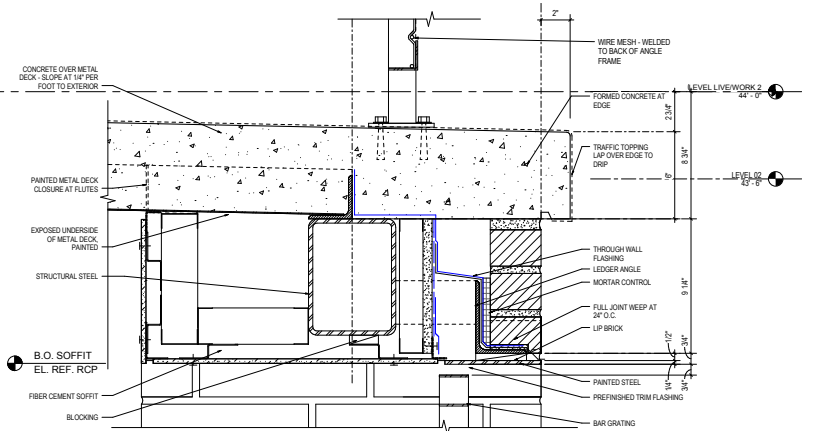 2"
WIRE MESH - WELDED
TO BACK OF ANGLE
FRAME
CONCRETE OVER METAL
DECK - SLOPE AT 1/4" PER
FOOT TO EXTERIOR
LEVEL LIVE/WORK 2
44' - 0"
FORMED CONCRETE AT
EDGE
2 3/4"
8 3/4"
TRAFFIC TOPPING
LAP OVER EDGE TO
DRIP
6"
LEVEL 02
43' - 6"
PAINTED METAL DECK
CLOSURE AT FLUTES
EXPOSED UNDERSIDE
OF METAL DECK,
PAINTED
STRUCTURAL STEEL
THROUGH WALL
FLASHING
LEDGER ANGLE
MORTAR CONTROL
9 1/4"
FULL JOINT WEEP AT
24" O.C.
LIP BRICK
1/2"
3/4"
B.O. SOFFIT
EL. REF. RCP
PAINTED STEEL
1/4"
3/4"
FIBER CEMENT SOFFIT
PREFINISHED TRIM FLASHING
BLOCKING
BAR GRATING